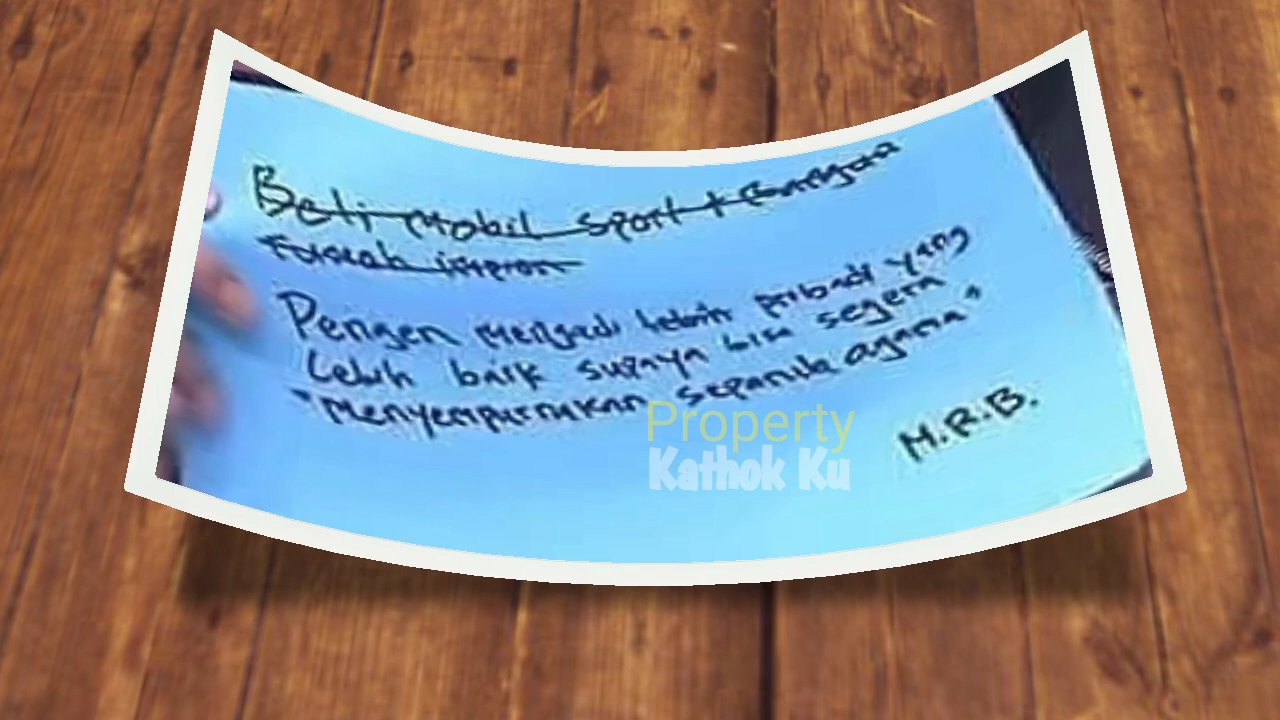 Beli Mobil Sport +
Pengen menjadi lebih pribadi yang
Lebih baik supaya bisa segera
"Menyempurnakan separuh agama"
M.R.B.
Property
Kathok Ku